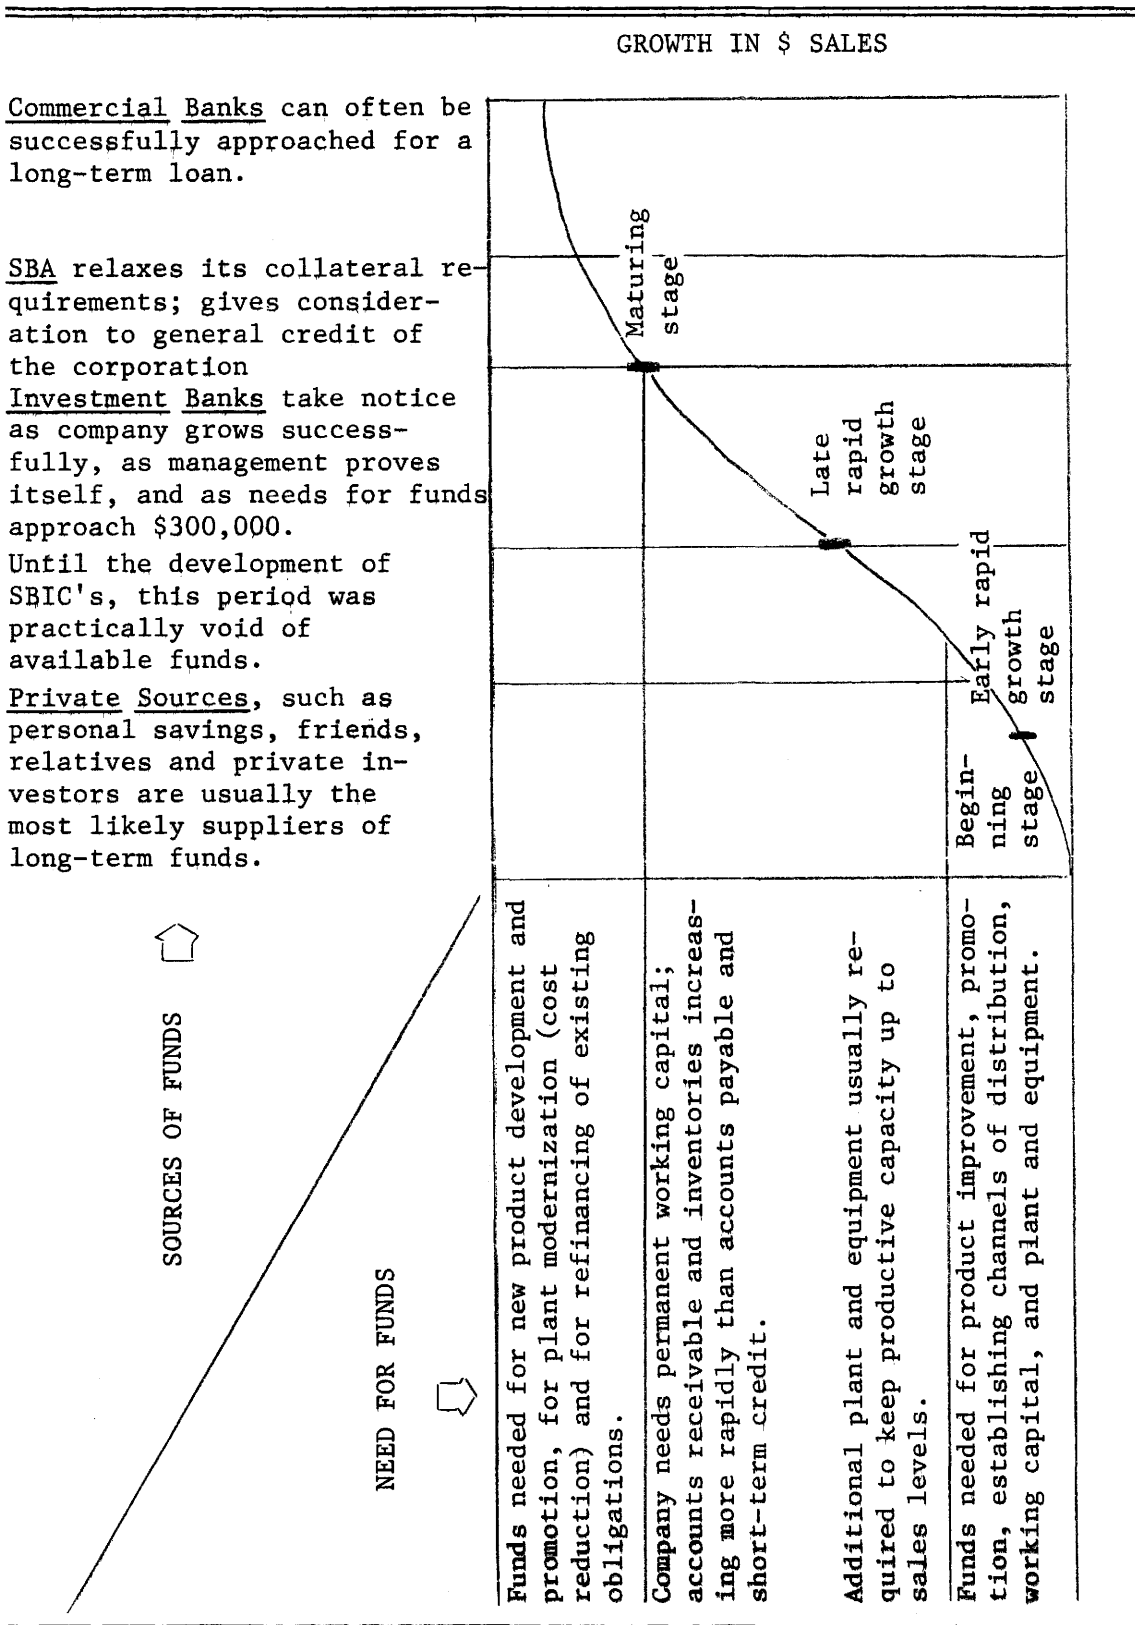 GROWTH IN $ SALES
Commercial Banks can often be
successfully approached for a
long-term loan.
SBA relaxes its collateral re-
quirements; gives consider-
ation to general credit of
the corporation
Investment Banks take notice
as company grows success-
fully, as management proves
itself, and as needs for funds
approach $300,000.
Until the development of
SBIC's, this period was
practically void of
available funds.
Private Sources, such as
personal savings, friends,
relatives and private in-
vestors are usually the
most likely suppliers of
long-term funds.
Maturing
stage
Late
rapid
growth
stage
Early rapid
growth
stage
Begin-
ning
stage
SOURCES OF FUNDS
NEED FOR FUNDS
Funds needed for new product development and
promotion, for plant modernization (cost
reduction) and for refinancing of existing
obligations.
Company needs permanent working capital;
accounts receivable and inventories increas-
ing more rapidly than accounts payable and
short-term credit.
Additional plant and equipment usually re-
quired to keep productive capacity up to
sales levels.
Funds needed for product improvement, promo-
tion, establishing channels of distribution,
working capital, and plant and equipment.